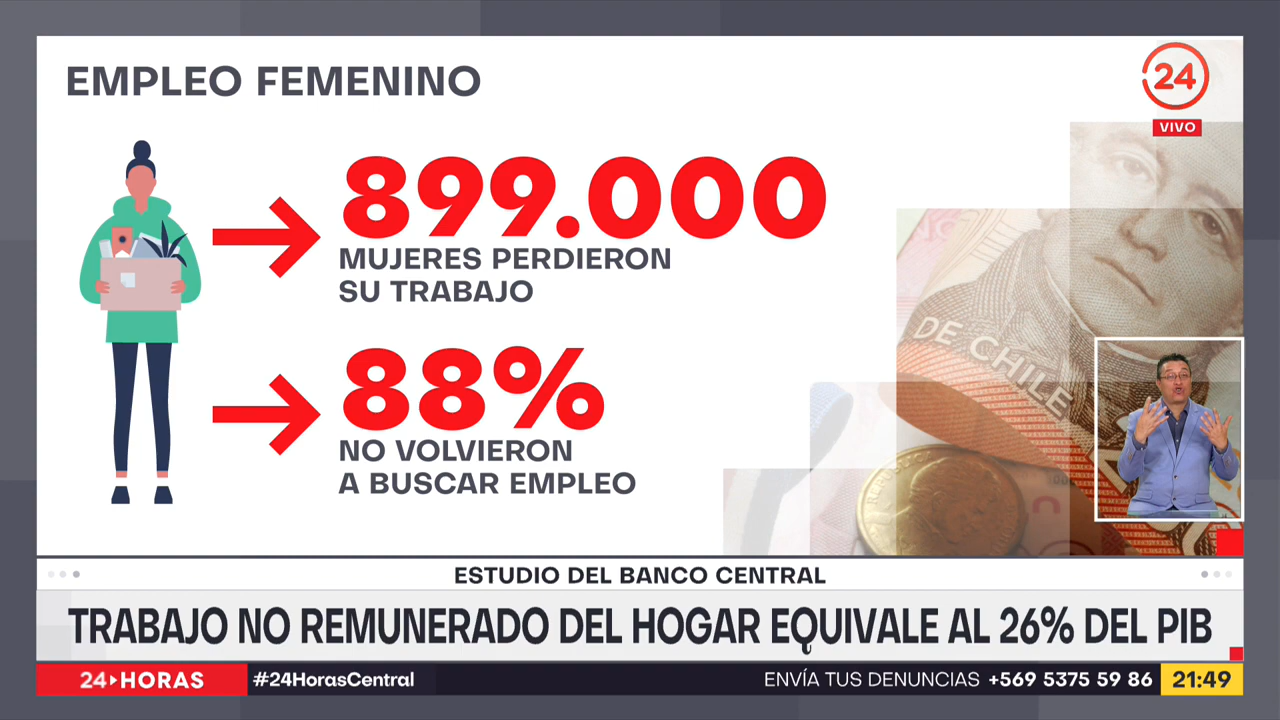 EMPLEO FEMENINO
24
VIVO
899.000
MUJERES PERDIERON
SU TRABAJO
88%
NO VOLVIERON
A BUSCAR EMPLEO
DE CHILE
ESTUDIO DEL BANCO CENTRAL
TRABAJO NO REMUNERADO DEL HOGAR EQUIVALE AL 26% DEL PIB
24 HORAS
#24HorasCentral
ENVÍA TUS DENUNCIAS +569 5375 59 86
21:49